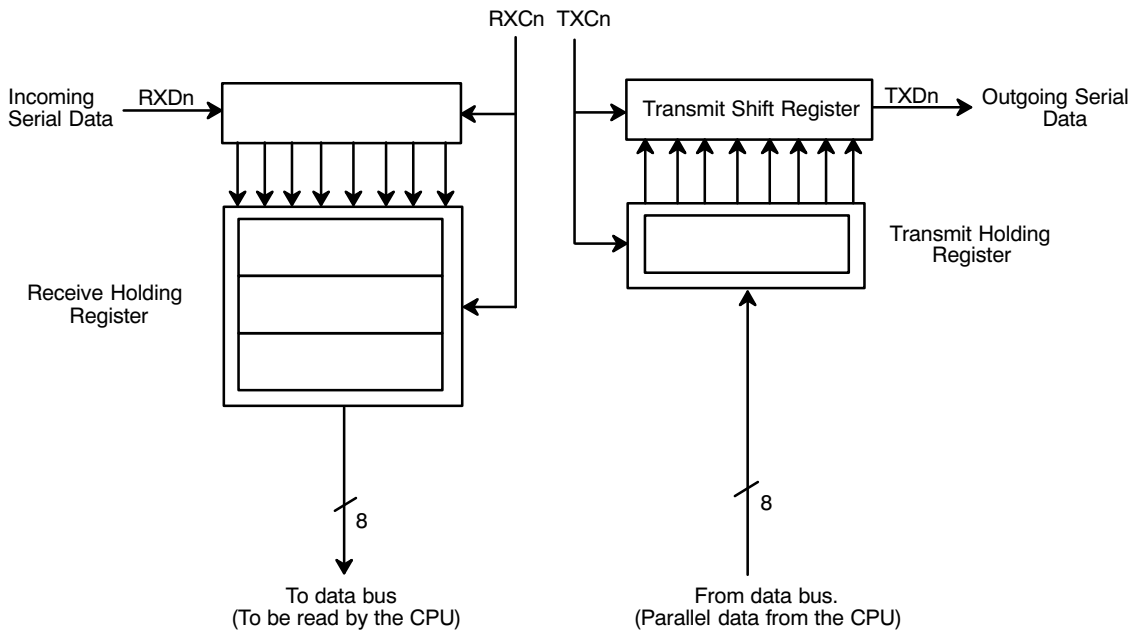 RXCn TXCn
Incoming
Serial Data
RXDn
Transmit Shift Register
TXDn
Outgoing Serial
Data
Receive Holding
Register
Transmit Holding
Register
8
8
To data bus
(To be read by the CPU)
From data bus.
(Parallel data from the CPU)